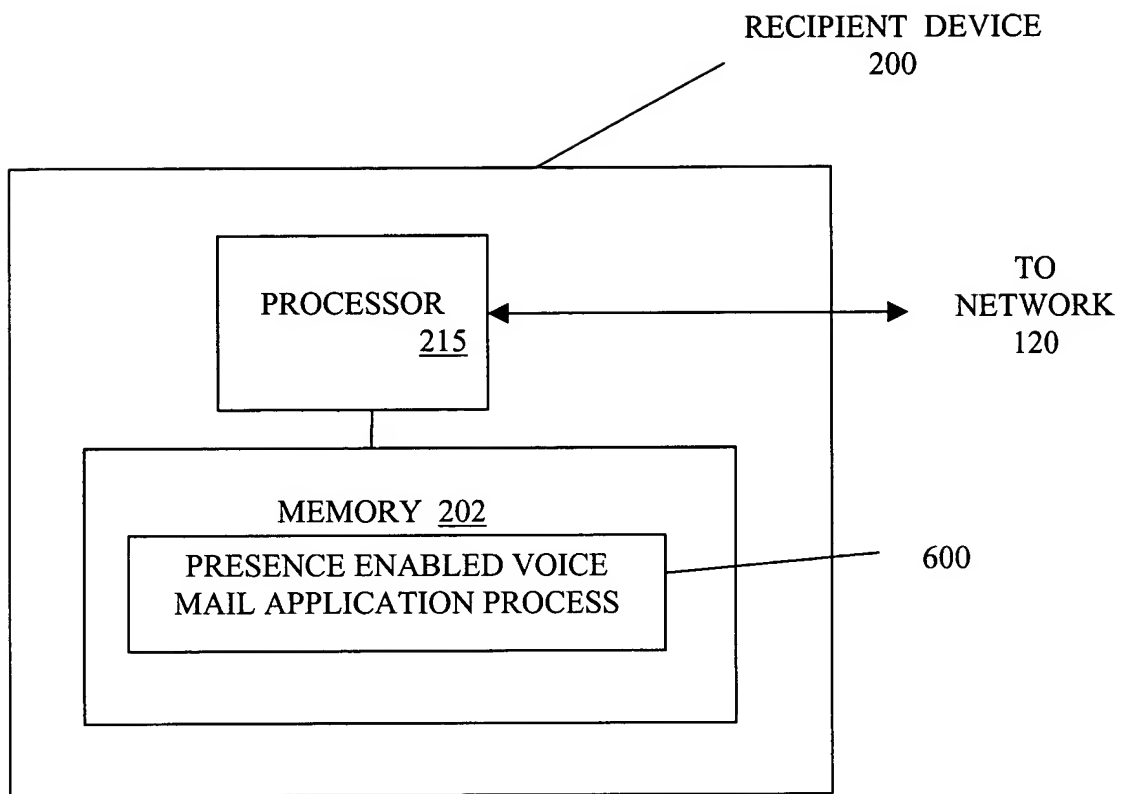 RECIPIENT DEVICE
200
PROCESSOR
215
TO
NETWORK
120
MEMORY 202
PRESENCE ENABLED VOICE
MAIL APPLICATION PROCESS
600